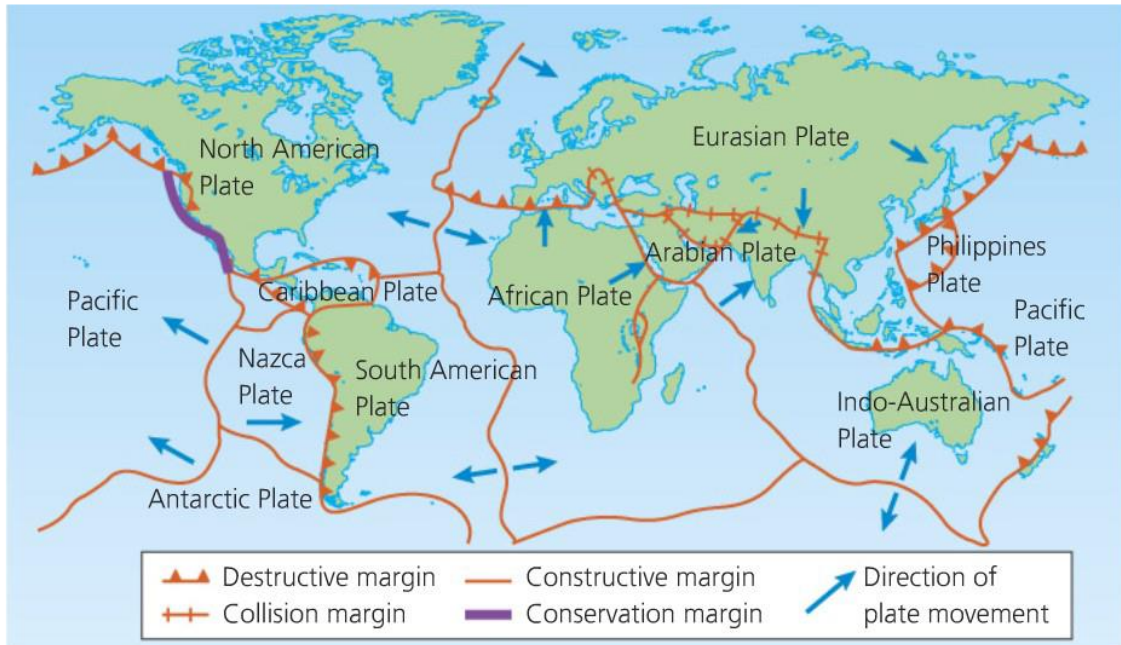 North American
Plate
Eurasian Plate
Arabian Plate
Philippines
Plate
Caribbean Plate
African Plate
Pacific
Plate
Pacific
Plate
Nazca
Plate
South American
Plate
Indo-Australian
Plate
Antarctic Plate
Destructive margin
Constructive margin
Direction of
plate movement
Collision margin
Conservation margin